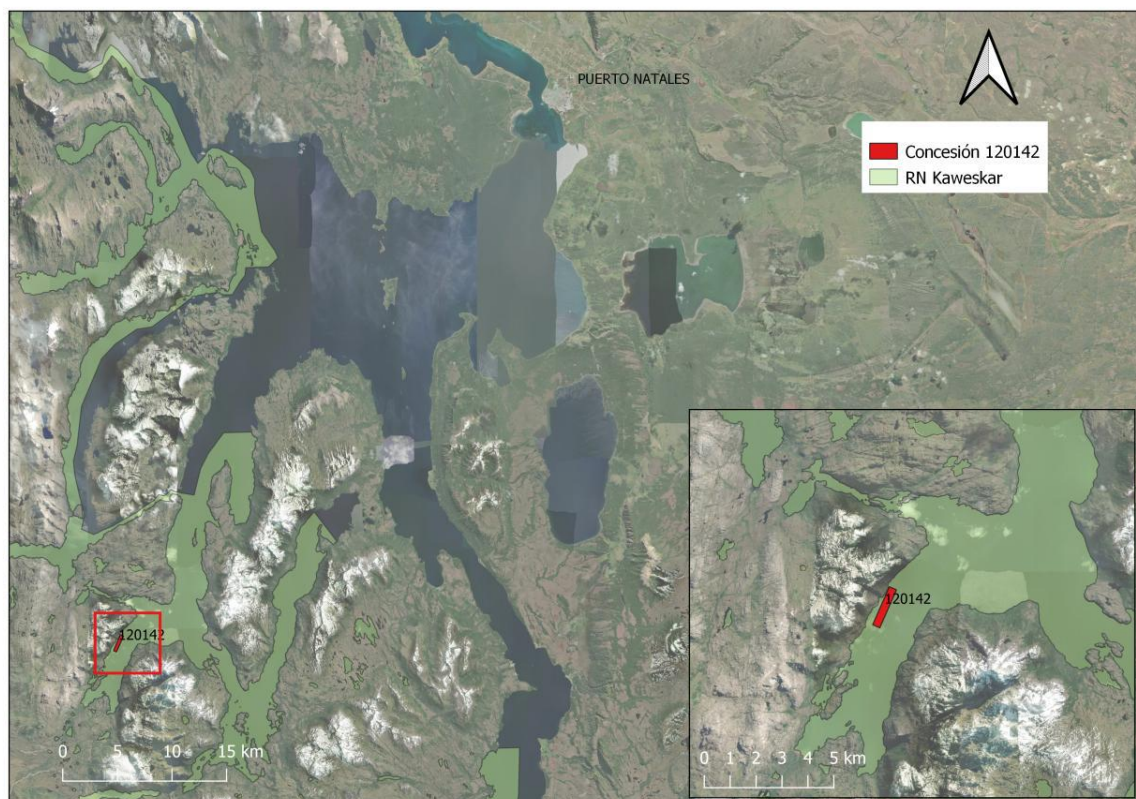 PUERTO NATALES
Concesión 120142
RN Kaweskar
120142
0 5 10 15 km
120142
0 1 2 3 4 5 km